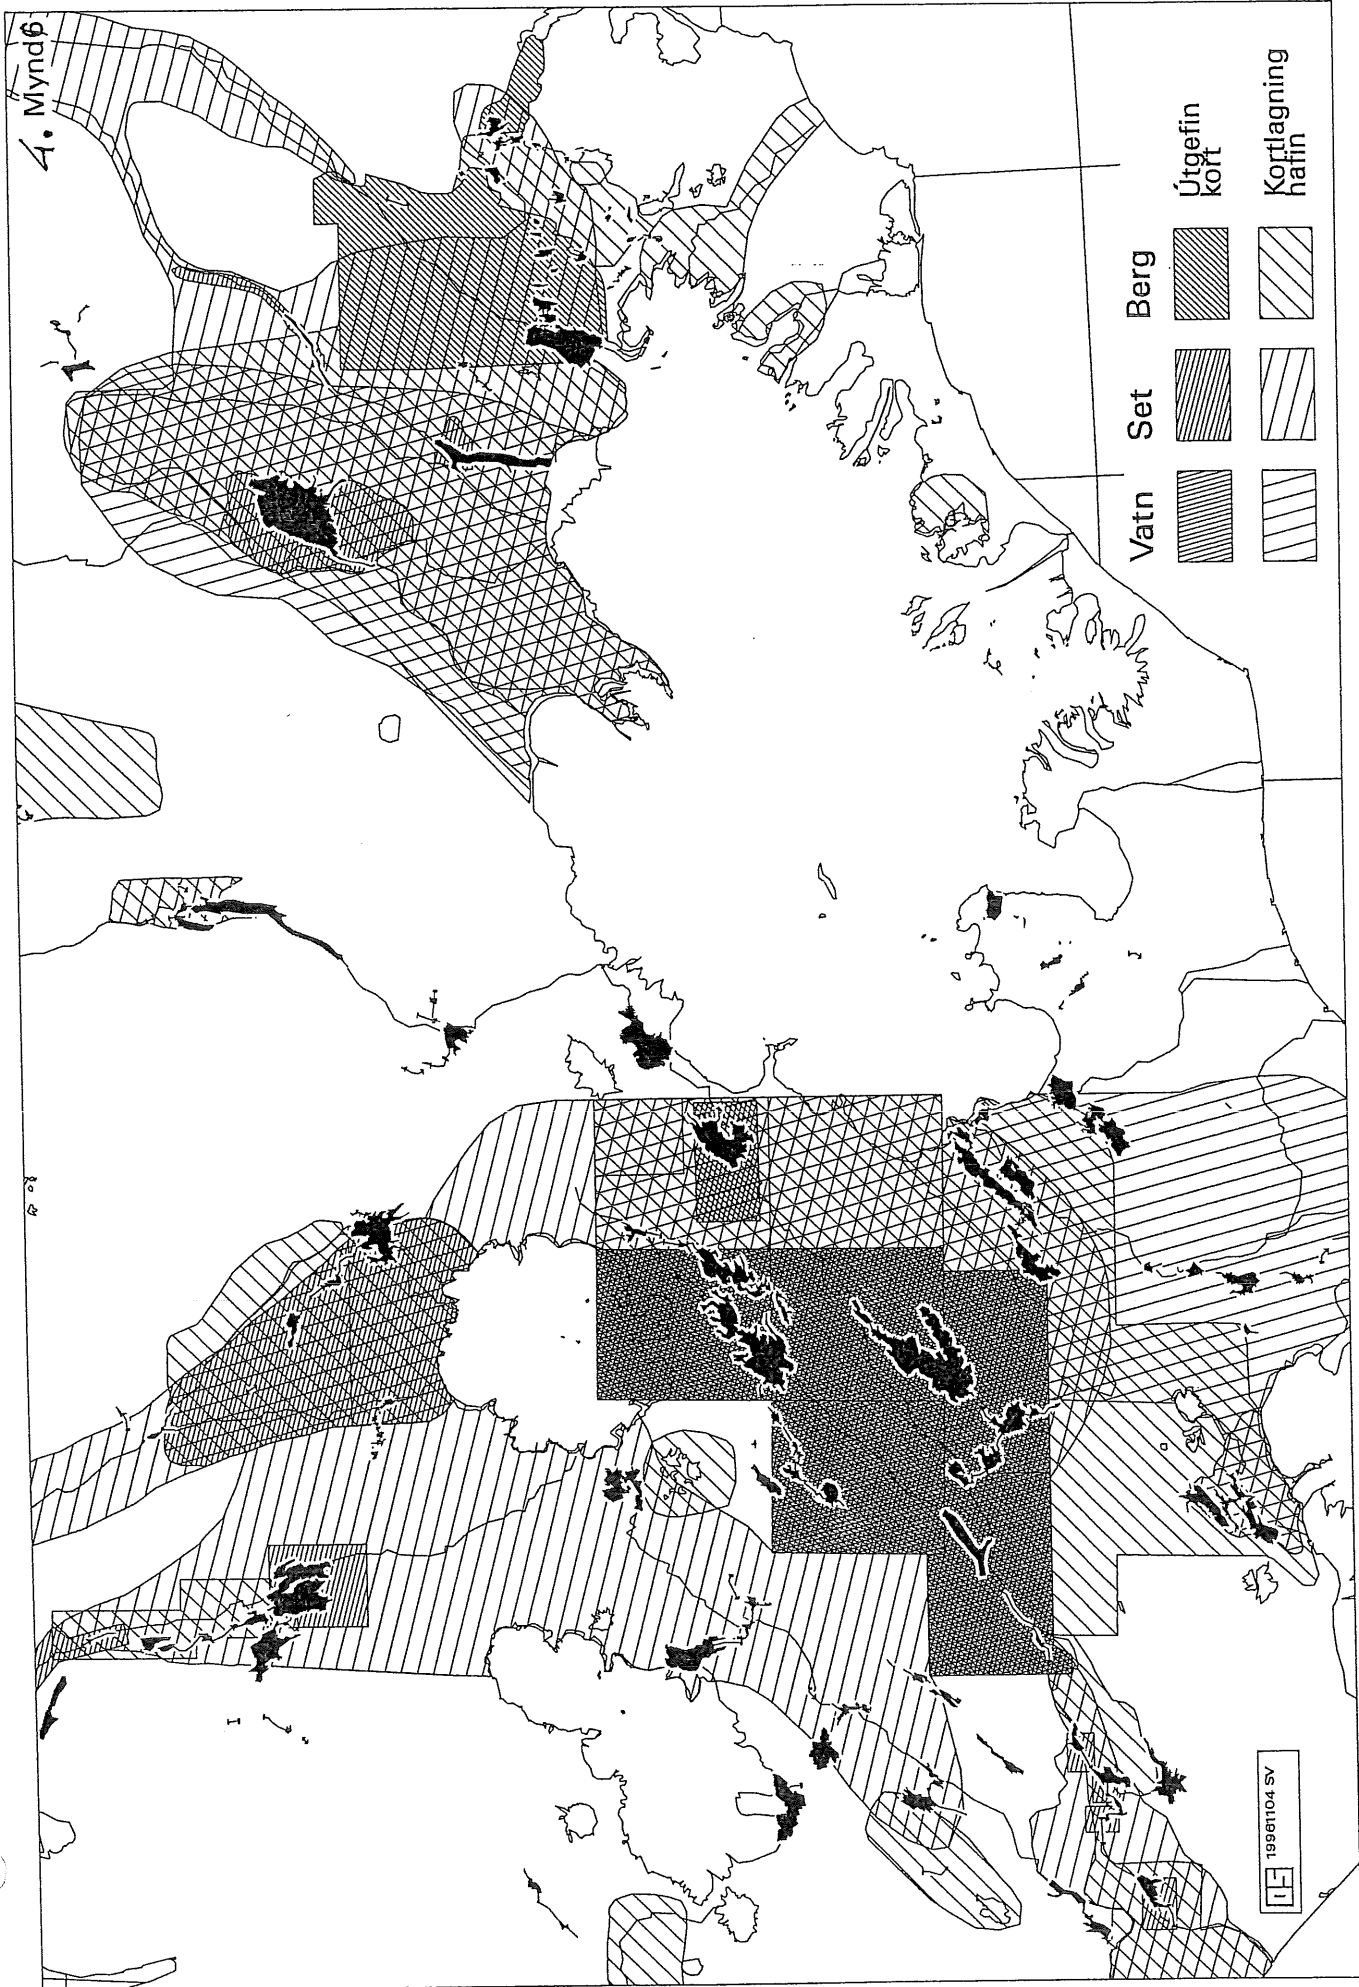 4. Mynd 6
Vatn Set Berg
Útgefin
kort
Kortlagning
hafin
19961104 SV